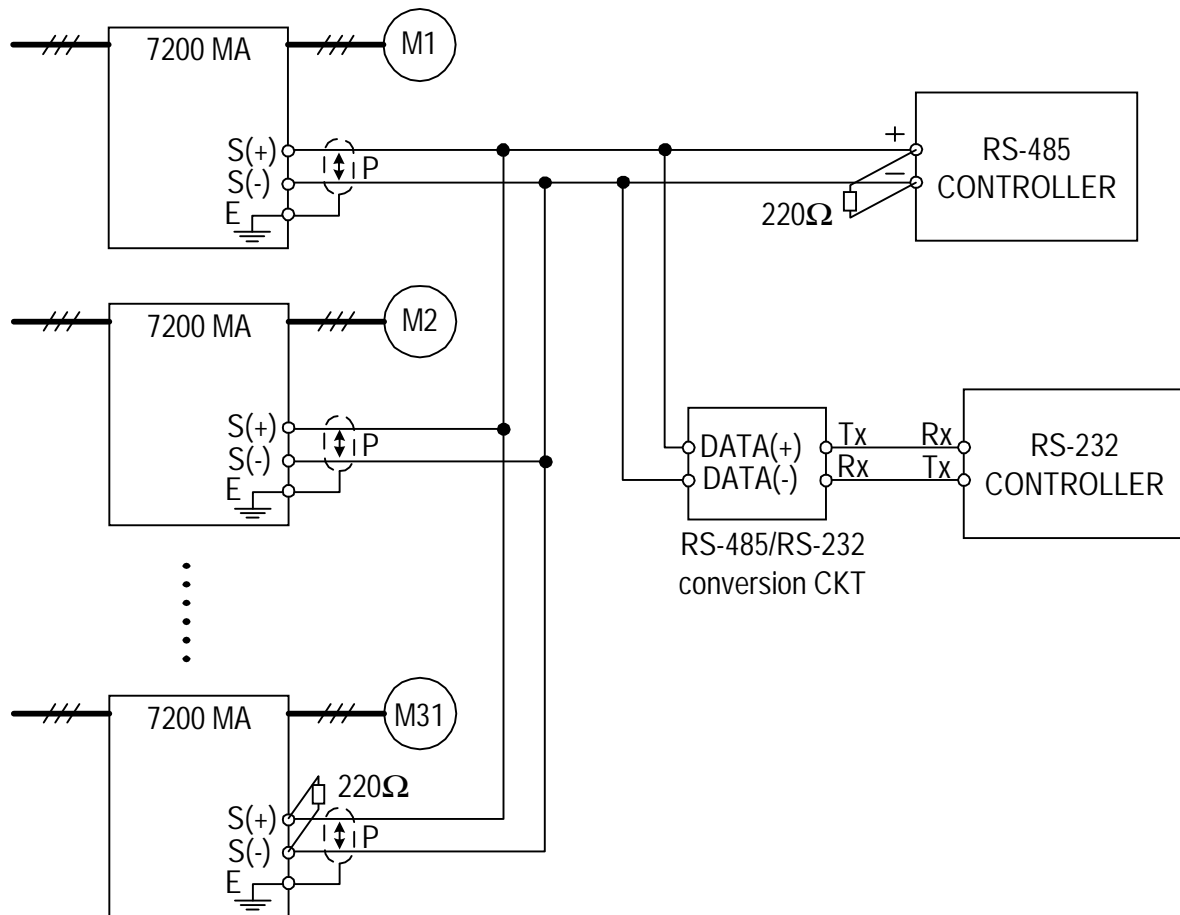 7200 MA
M1
S(+)
S(-)
E
P
+
−
220Ω
RS-485
CONTROLLER
7200 MA
M2
S(+)
S(-)
E
P
DATA(+)
DATA(-)
Tx
Rx
Rx
Tx
RS-232
CONTROLLER
RS-485/RS-232
conversion CKT
7200 MA
M31
220Ω
S(+)
S(-)
E
P